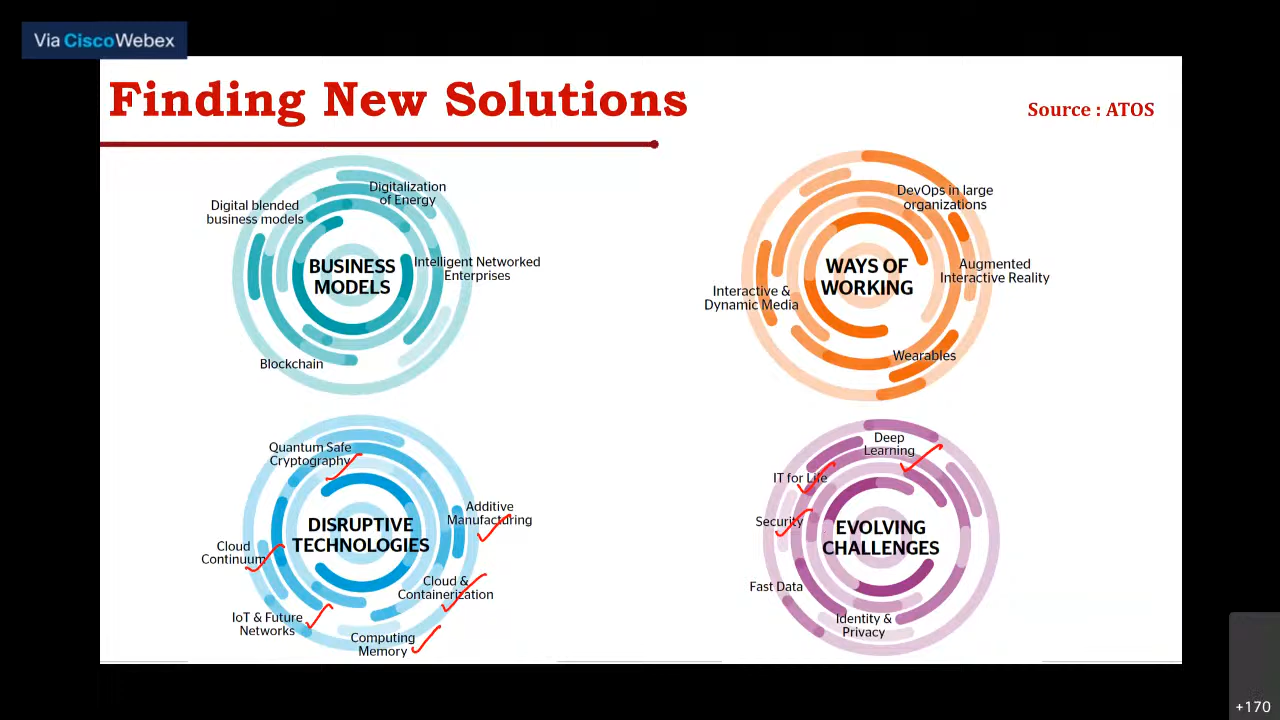 Via CiscoWebex
Finding New Solutions
Source : ATOS
Digital blended
business models
Digitalization
of Energy
BUSINESS
MODELS
Intelligent Networked
Enterprises
Blockchain
DevOps in large
organizations
WAYS OF
WORKING
Augmented
Interactive Reality
Interactive &
Dynamic Media
Wearables
Quantum Safe
Cryptography
DISRUPTIVE
TECHNOLOGIES
Additive
Manufacturing
Cloud
Continuum
Cloud &
Containerization
IoT & Future
Networks
Computing
Memory
Deep
Learning
IT for Life
Security
EVOLVING
CHALLENGES
Fast Data
Identity &
Privacy
+170